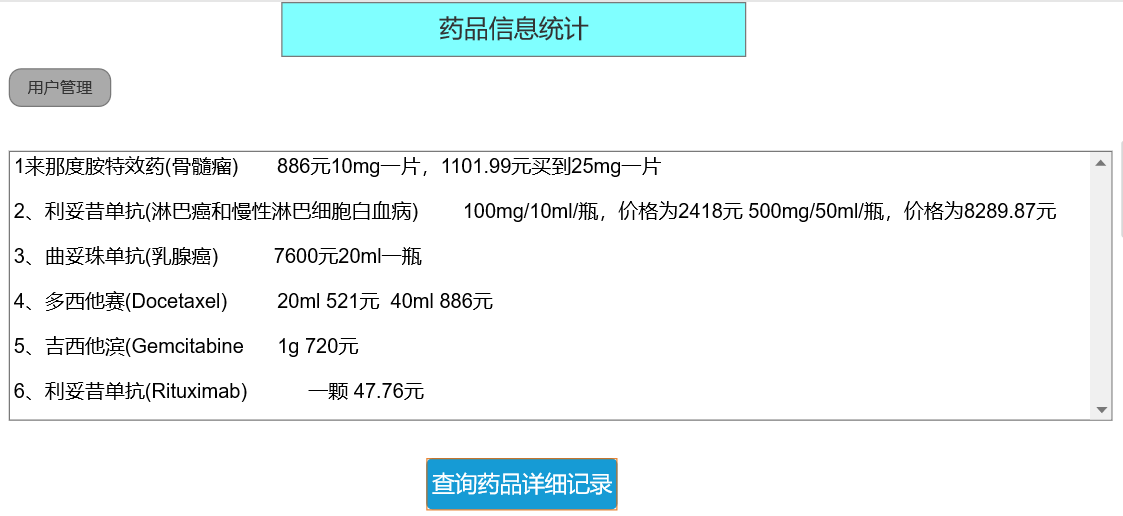 药品信息统计
用户管理
1来那度胺特效药(骨髓瘤) 886元10mg一片，1101.99元买到25mg一片
2、利妥昔单抗(淋巴癌和慢性淋巴细胞白血病) 100mg/10ml/瓶，价格为2418元 500mg/50ml/瓶，价格为8289.87元
3、曲妥珠单抗(乳腺癌) 7600元20ml一瓶
4、多西他赛(Docetaxel) 20ml 521元 40ml 886元
5、吉西他滨(Gemcitabine 1g 720元
6、利妥昔单抗(Rituximab) 一颗 47.76元
查询药品详细记录